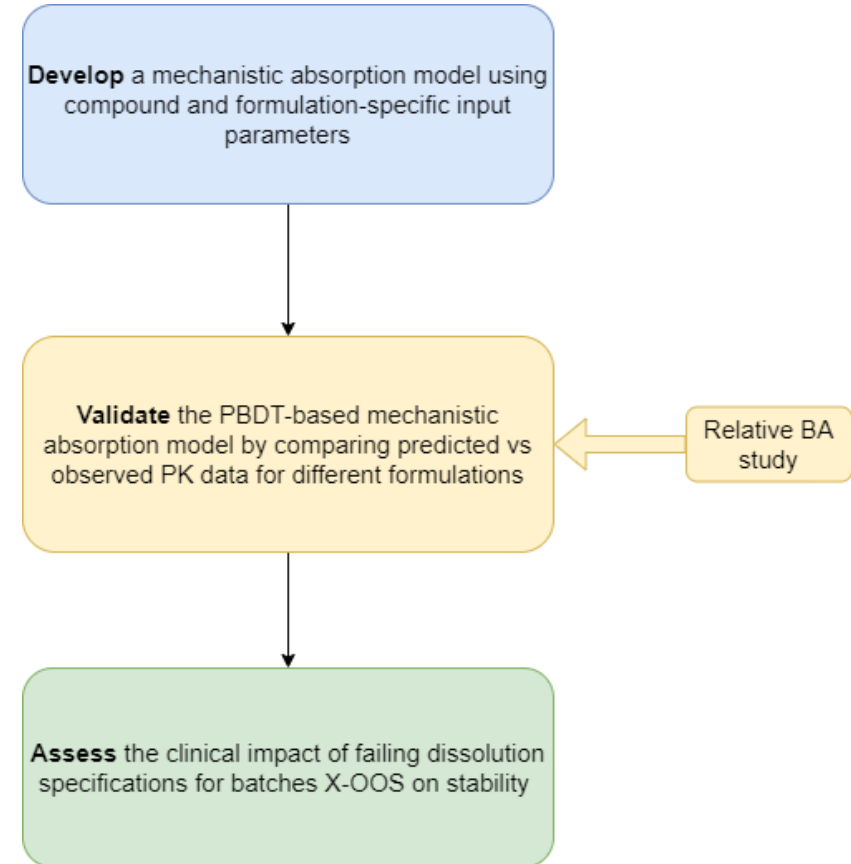 Develop a mechanistic absorption model using
compound and formulation-specific input
parameters
Validate the PBDT-based mechanistic
absorption model by comparing predicted vs
observed PK data for different formulations
Relative BA
study
Assess the clinical impact of failing dissolution
specifications for batches X-OOS on stability